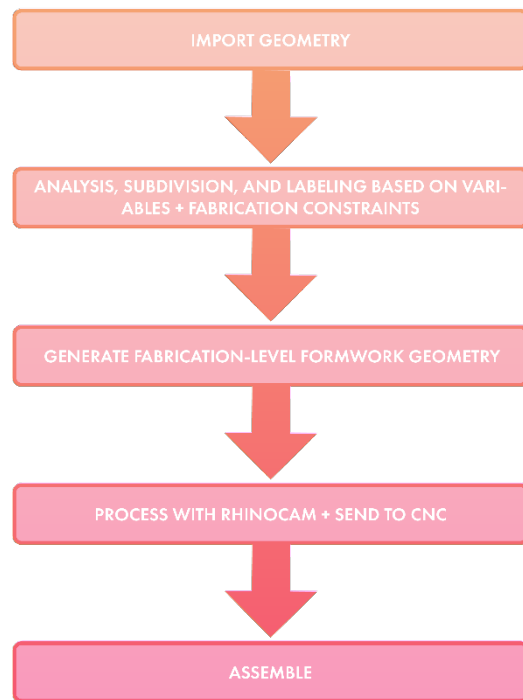 IMPORT GEOMETRY
ANALYSIS, SUBDIVISION, AND LABELING BASED ON VARI-
ABLES + FABRICATION CONSTRAINTS
GENERATE FABRICATION-LEVEL FORMWORK GEOMETRY
PROCESS WITH RHINOCAM + SEND TO CNC
ASSEMBLE